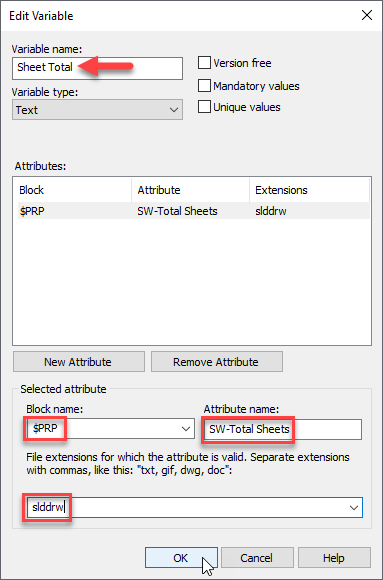 Edit Variable
Variable name:
Sheet Total
Version free
Mandatory values
Variable type:
Text
Unique values
Attributes:
Block Attribute Extensions
$PRP SW-Total Sheets slddrw
New Attribute Remove Attribute
Selected attribute
Block name: Attribute name:
$PRP SW-Total Sheets
File extensions for which the attribute is valid. Separate extensions
with commas, like this: "txt, gif, dwg, doc":
slddrw
OK Cancel Help